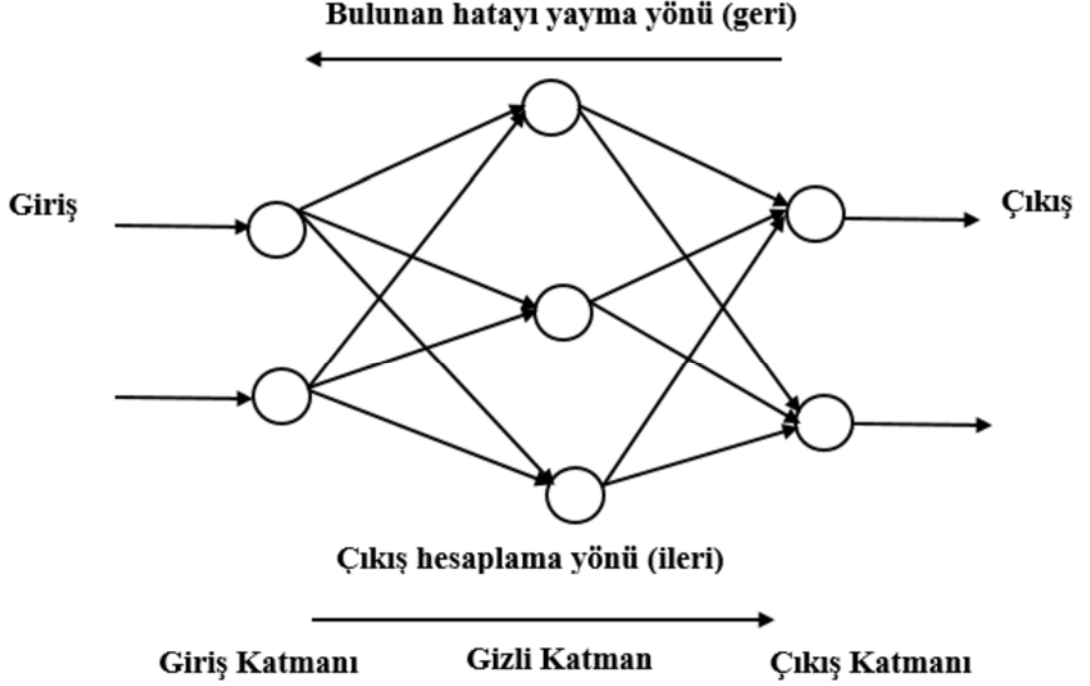 Bulunan hatayı yayma yönü (geri)
Giriş
Çıkış
Çıkış hesaplama yönü (ileri)
Giriş Katmanı
Gizli Katman
Çıkış Katmanı